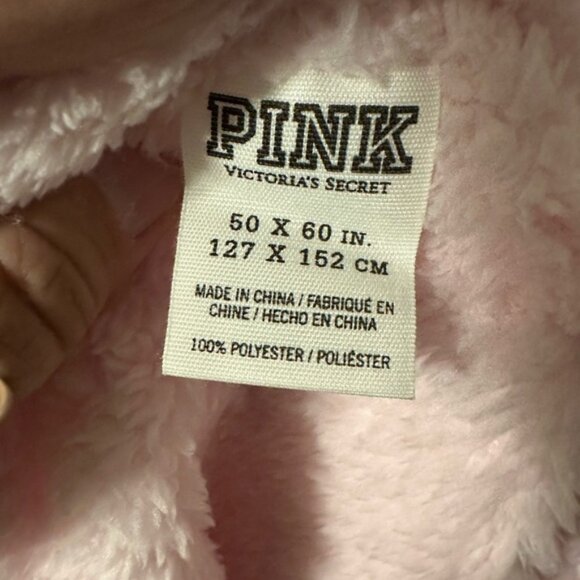 PINK
VICTORIA'S SECRET
50 X 60 IN.
127 X 152 CM
MADE IN CHINA / FABRIQUÉ EN
CHINE / HECHO EN CHINA
100% POLYESTER / POLIÉSTER